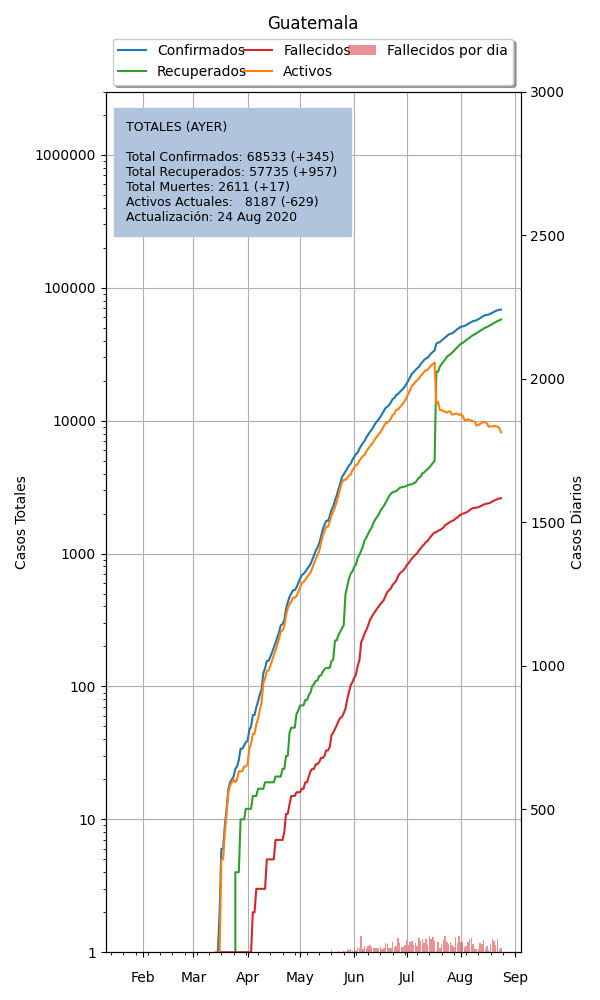 Guatemala
Confirmados
Recuperados
Fallecidos
Activos
Fallecidos por dia
TOTALES (AYER)
Total Confirmados: 68533 (+345)
Total Recuperados: 57735 (+957)
Total Muertes: 2611 (+17)
Activos Actuales:   8187 (-629)
Actualización: 24 Aug 2020
Casos Totales
1000000
100000
10000
1000
100
10
1
3000
2500
2000
1500
1000
500
Casos Diarios
Feb Mar Apr May Jun Jul Aug Sep